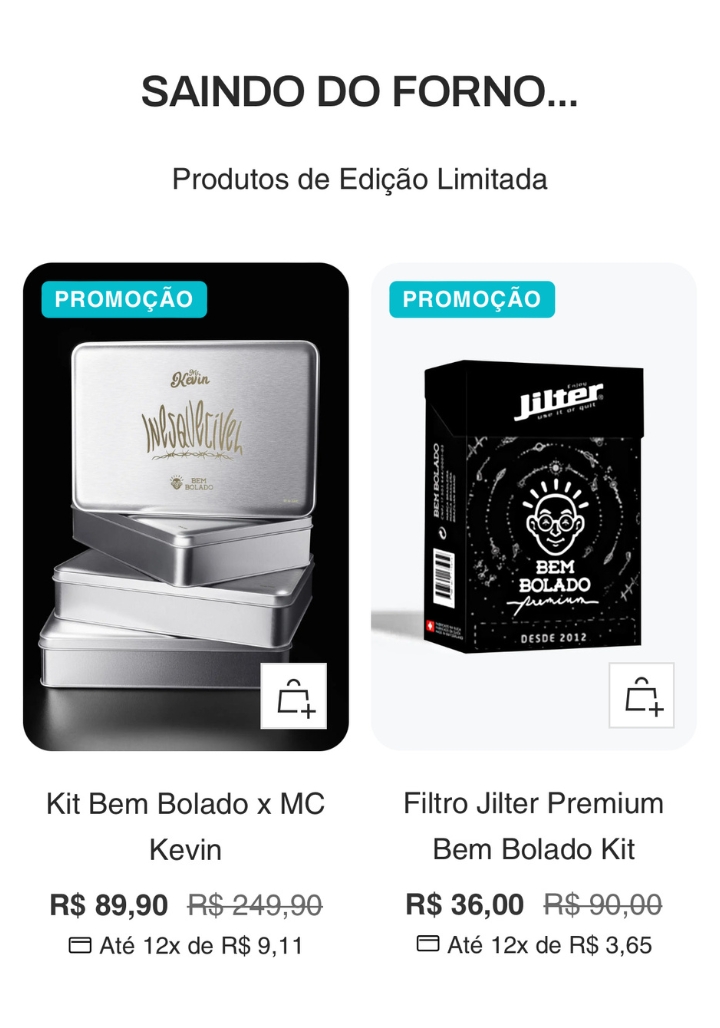 SAINDO DO FORNO...
Produtos de Edição Limitada
PROMOÇÃO
Kevin
INESQUECÍVEL
BEM
BOLADO
PROMOÇÃO
Enjoy
Jilter
use it or quit
BEM BOLADO
BEM
BOLADO
Premium
DESDE 2012
Kit Bem Bolado x MC
Kevin
R$ 89,90 R$ 249,90
Até 12x de R$ 9,11
Filtro Jilter Premium
Bem Bolado Kit
R$ 36,00 R$ 90,00
Até 12x de R$ 3,65